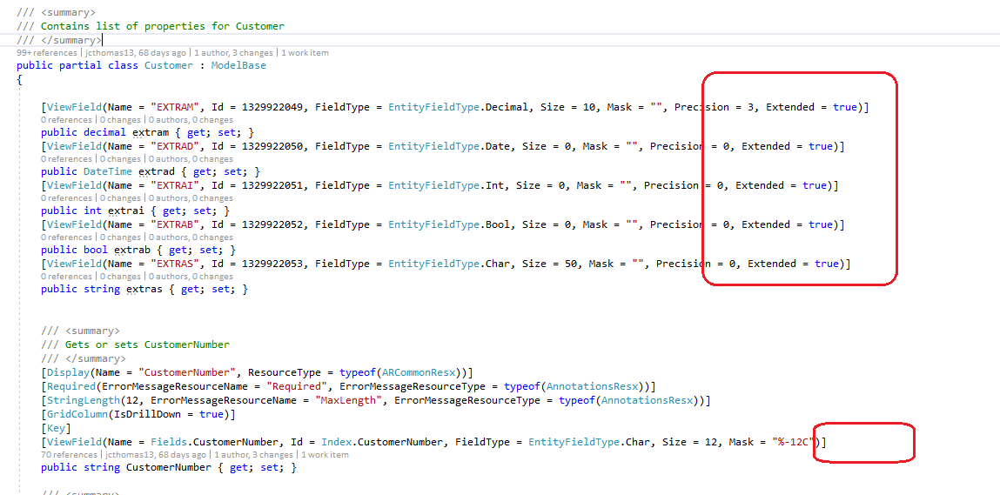 /// <summary>
/// Contains list of properties for Customer
/// </summary>
99+ references | jcthomas13, 68 days ago | 1 author, 3 changes | 1 work item
public partial class Customer : ModelBase
{
[ViewField(Name = "EXTRAM", Id = 1329922049, FieldType = EntityFieldType.Decimal, Size = 10, Mask = "", Precision = 3, Extended = true)]
0 references | 0 changes | 0 authors, 0 changes
public decimal extram { get; set; }
[ViewField(Name = "EXTRAD", Id = 1329922050, FieldType = EntityFieldType.Date, Size = 0, Mask = "", Precision = 0, Extended = true)]
0 references | 0 changes | 0 authors, 0 changes
public DateTime extrad { get; set; }
[ViewField(Name = "EXTRAI", Id = 1329922051, FieldType = EntityFieldType.Int, Size = 0, Mask = "", Precision = 0, Extended = true)]
0 references | 0 changes | 0 authors, 0 changes
public int extrai { get; set; }
[ViewField(Name = "EXTRAB", Id = 1329922052, FieldType = EntityFieldType.Bool, Size = 0, Mask = "", Precision = 0, Extended = true)]
0 references | 0 changes | 0 authors, 0 changes
public bool extrab { get; set; }
[ViewField(Name = "EXTRAS", Id = 1329922053, FieldType = EntityFieldType.Char, Size = 50, Mask = "", Precision = 0, Extended = true)]
0 references | 0 changes | 0 authors, 0 changes
public string extras { get; set; }
/// <summary>
/// Gets or sets CustomerNumber
/// </summary>
[Display(Name = "CustomerNumber", ResourceType = typeof(ARCommonResx))]
[Required(ErrorMessageResourceName = "Required", ErrorMessageResourceType = typeof(AnnotationsResx))]
[StringLength(12, ErrorMessageResourceName = "MaxLength", ErrorMessageResourceType = typeof(AnnotationsResx))]
[GridColumn(IsDrillDown = true)]
[Key]
[ViewField(Name = Fields.CustomerNumber, Id = Index.CustomerNumber, FieldType = EntityFieldType.Char, Size = 12, Mask = "%-12C")]
70 references | jcthomas13, 68 days ago | 1 author, 3 changes | 1 work item
public string CustomerNumber { get; set; }
/// <summary>